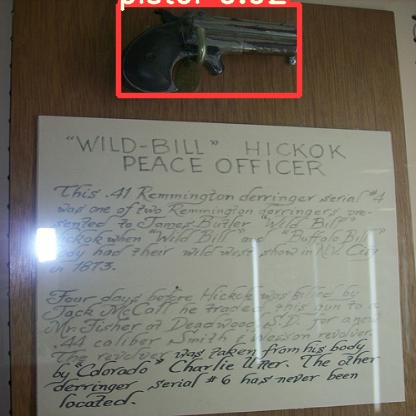 pistol 0.92
"WILD-BILL" HICKOK
PEACE OFFICER
This .41 Remmington derringer serial #4
was one of two Remmington derringers pre-
sented to James Butler "Wild Bill"
Hickok when "Wild Bill" and "Buffalo Bill"
Cody had their wild west show in N.Y. City
in 1873.
Four days before Hickok was killed by
Jack McCall he traded this gun to a
Mr. Fisher at Deadwood, S.D. for a new
.44 caliber Smith & Wesson revolver.
The revolver was taken from his body
by "Colorado" Charlie Utter. The other
derringer serial #6 has never been
located.